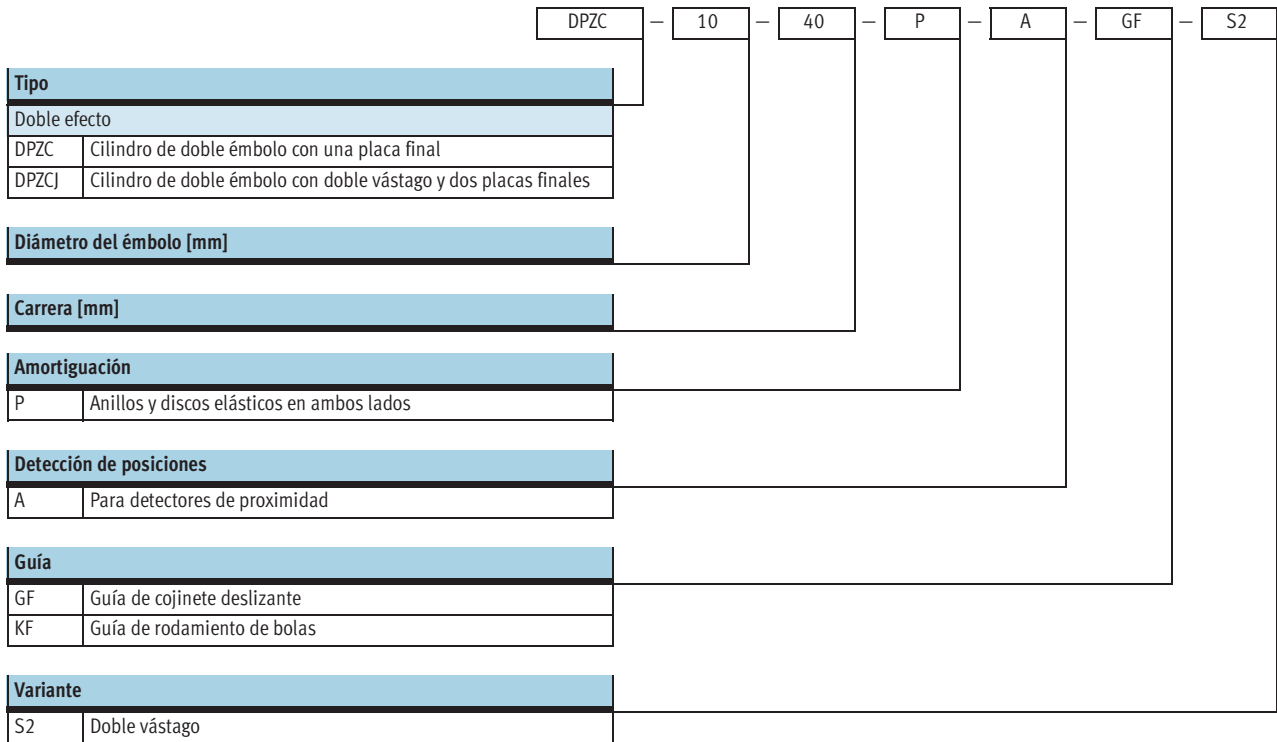 DPZC — 10 — 40 — P — A — GF — S2
Tipo
Doble efecto
DPZC Cilindro de doble émbolo con una placa final
DPZCJ Cilindro de doble émbolo con doble vástago y dos placas finales
Diámetro del émbolo [mm]
Carrera [mm]
Amortiguación
P Anillos y discos elásticos en ambos lados
Detección de posiciones
A Para detectores de proximidad
Guía
GF Guía de cojinete deslizante
KF Guía de rodamiento de bolas
Variante
S2 Doble vástago